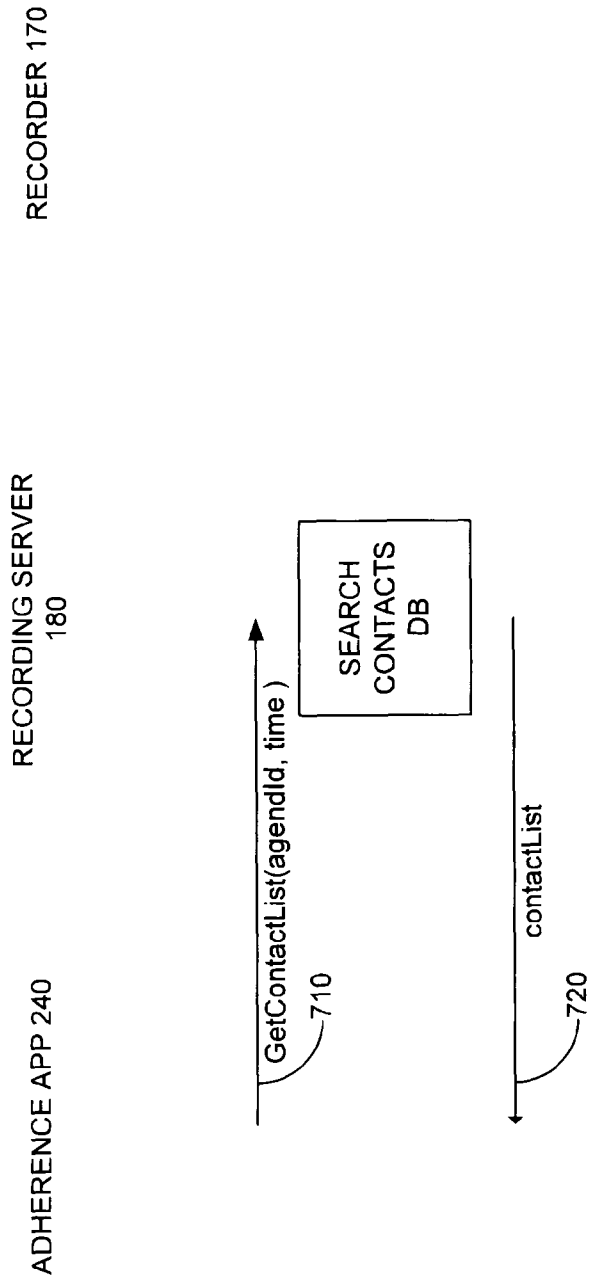 ADHERENCE APP 240
RECORDING SERVER
180
RECORDER 170
GetContactList(agendId, time )
710
SEARCH
CONTACTS
DB
contactList
720